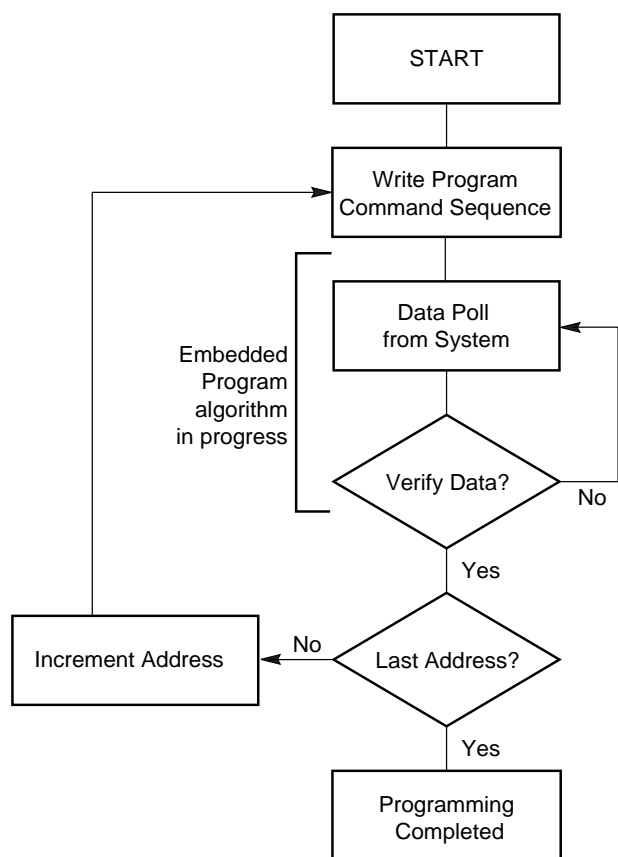 START
Write Program
Command Sequence
Data Poll
from System
Embedded
Program
algorithm
in progress
Verify Data?
No
Yes
Increment Address
No
Last Address?
Yes
Programming
Completed